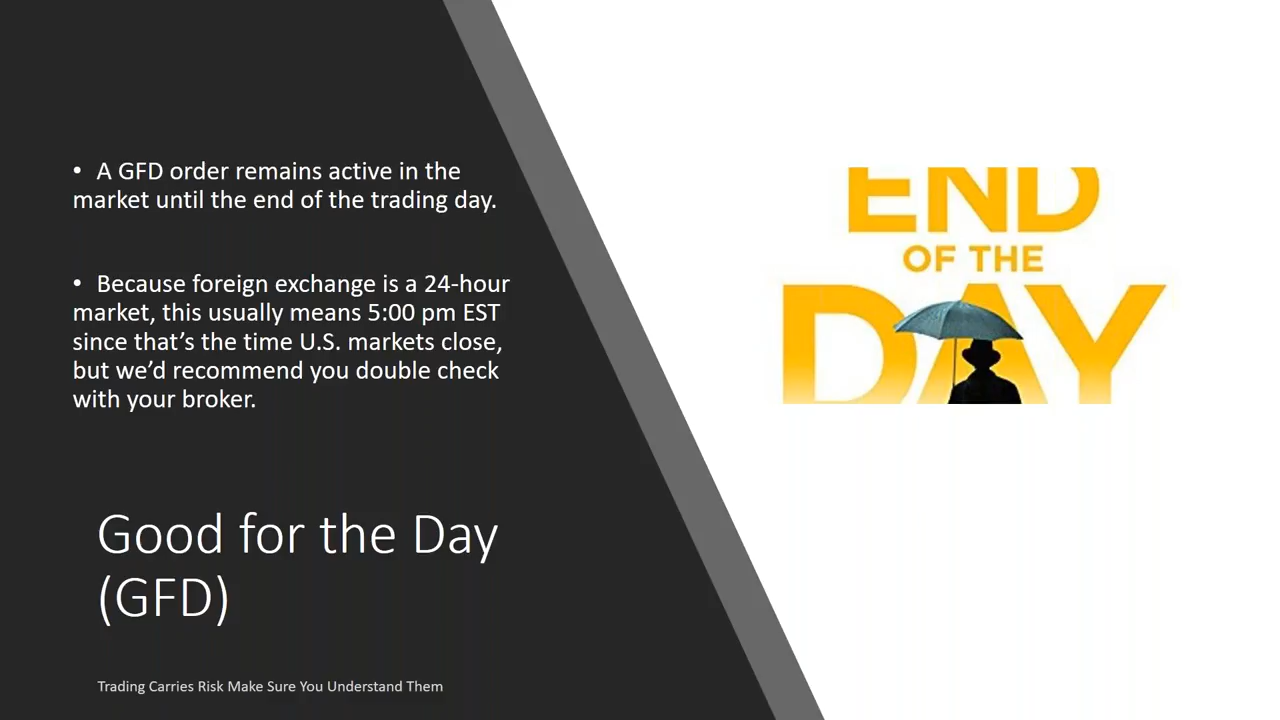 • A GFD order remains active in the
market until the end of the trading day.
• Because foreign exchange is a 24-hour
market, this usually means 5:00 pm EST
since that’s the time U.S. markets close,
but we’d recommend you double check
with your broker.
Good for the Day
(GFD)
Trading Carries Risk Make Sure You Understand Them
END
OF THE
DAY